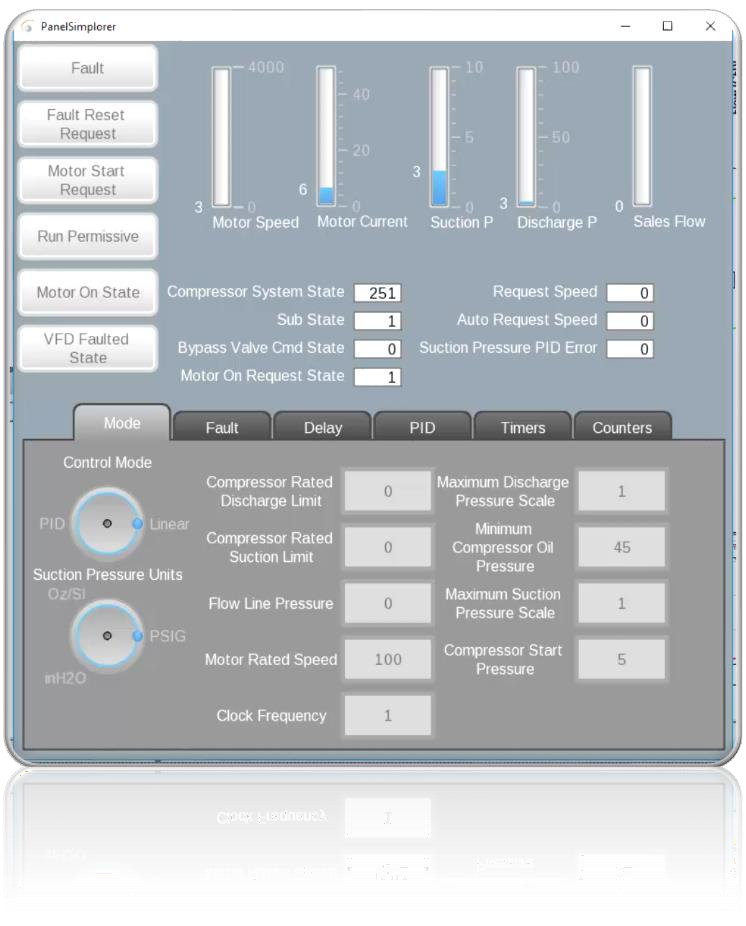 PanelSimplorer
Fault
Fault Reset
Request
Motor Start
Request
Run Permissive
Motor On State
VFD Faulted
State
4000
0
3
Motor Speed
40
20
0
6
Motor Current
10
5
0
3
Suction P
100
50
0
3
Discharge P
0
Sales Flow
Compressor System State 251
Sub State 1
Bypass Valve Cmd State 0
Motor On Request State 1
Request Speed 0
Auto Request Speed 0
Suction Pressure PID Error 0
Mode Fault Delay PID Timers Counters
Control Mode
PID Linear
Suction Pressure Units
Oz/SI
PSIG
inH2O
Compressor Rated
Discharge Limit
0
Compressor Rated
Suction Limit
0
Flow Line Pressure 0
Motor Rated Speed 100
Clock Frequency 1
Maximum Discharge
Pressure Scale
1
Minimum
Compressor Oil
Pressure
45
Maximum Suction
Pressure Scale
1
Compressor Start
Pressure
5